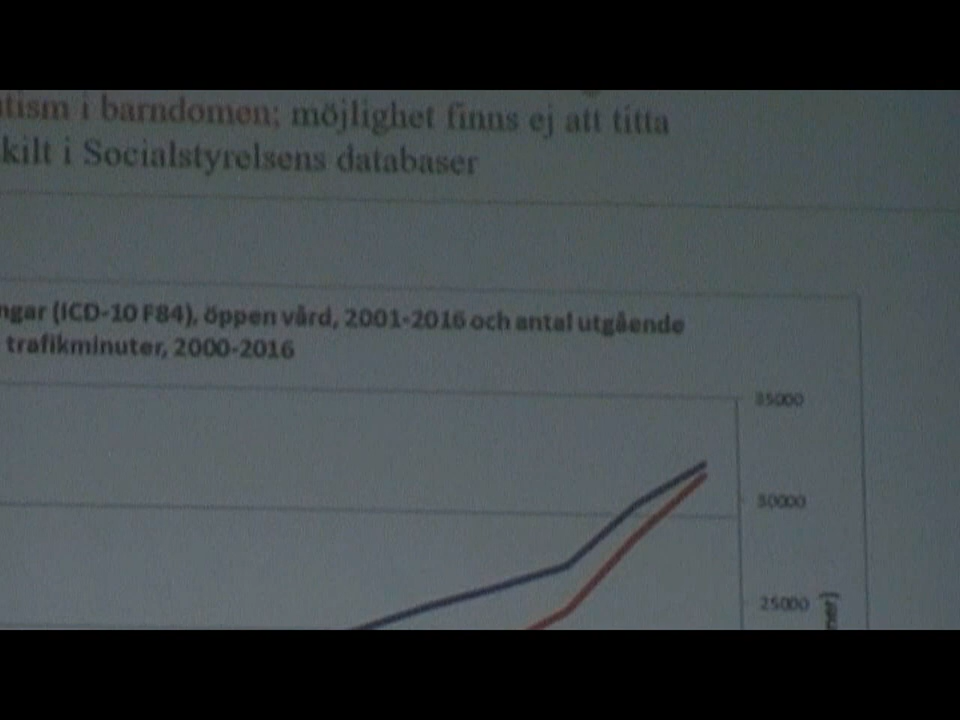 tism i barndomen; möjlighet finns ej att titta
kilt i Socialstyrelsens databaser
ngar (ICD-10 F84), öppen vård, 2001-2016 och antal utgående
trafikminuter, 2000-2016
35000
30000
25000
ner)